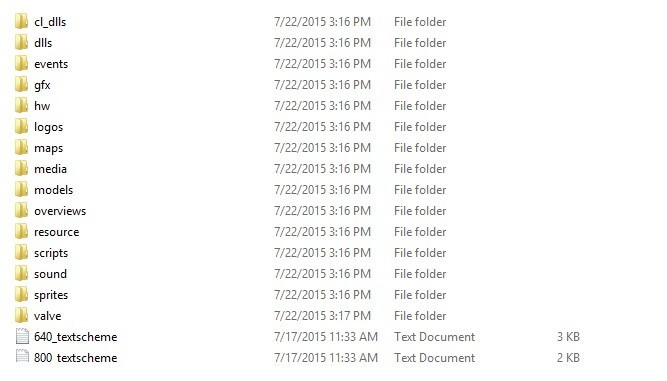 cl_dlls 7/22/2015 3:16 PM File folder
dlls 7/22/2015 3:16 PM File folder
events 7/22/2015 3:16 PM File folder
gfx 7/22/2015 3:16 PM File folder
hw 7/22/2015 3:16 PM File folder
logos 7/22/2015 3:16 PM File folder
maps 7/22/2015 3:16 PM File folder
media 7/22/2015 3:16 PM File folder
models 7/22/2015 3:16 PM File folder
overviews 7/22/2015 3:16 PM File folder
resource 7/22/2015 3:16 PM File folder
scripts 7/22/2015 3:16 PM File folder
sound 7/22/2015 3:16 PM File folder
sprites 7/22/2015 3:16 PM File folder
valve 7/22/2015 3:17 PM File folder
640_textscheme 7/17/2015 11:33 AM Text Document 3 KB
800_textscheme 7/17/2015 11:33 AM Text Document 2 KB